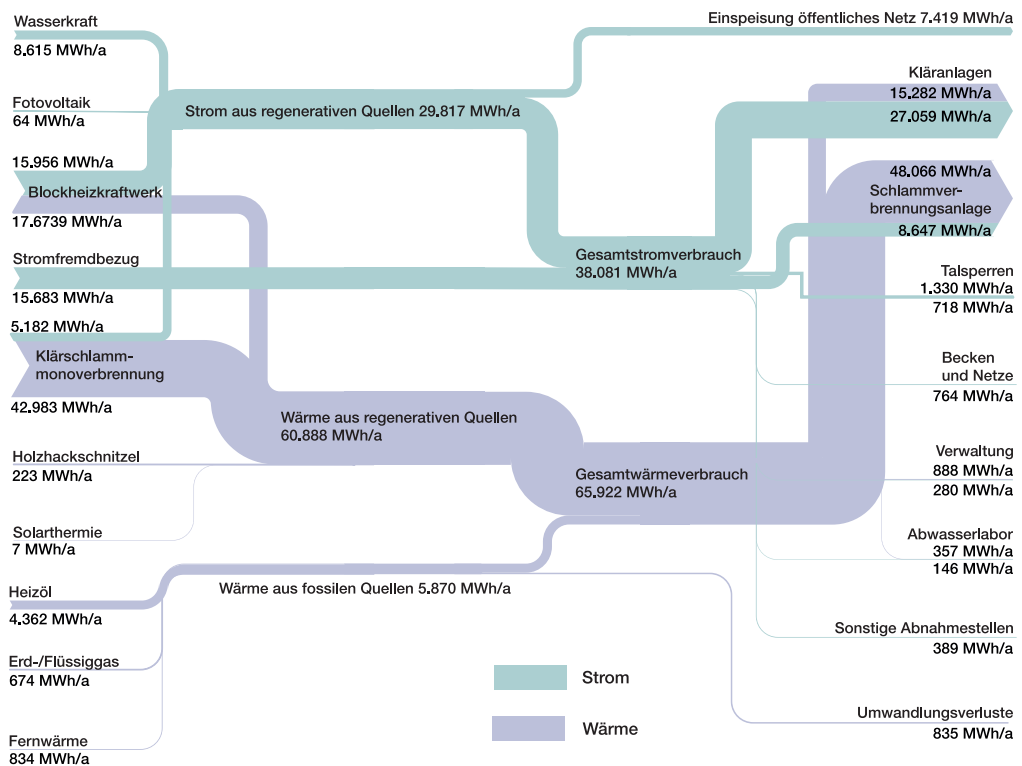 Wasserkraft
8.615 MWh/a
Fotovoltaik
64 MWh/a
15.956 MWh/a
Blockheizkraftwerk
17.6739 MWh/a
Stromfremdbezug
15.683 MWh/a
5.182 MWh/a
Klärschlamm-
monoverbrennung
42.983 MWh/a
Holzhackschnitzel
223 MWh/a
Solarthermie
7 MWh/a
Heizöl
4.362 MWh/a
Erd-/Flüssiggas
674 MWh/a
Fernwärme
834 MWh/a
Strom aus regenerativen Quellen 29.817 MWh/a
Wärme aus regenerativen Quellen
60.888 MWh/a
Wärme aus fossilen Quellen 5.870 MWh/a
Gesamtstromverbrauch
38.081 MWh/a
Gesamtwärmeverbrauch
65.922 MWh/a
Strom
Wärme
Einspeisung öffentliches Netz 7.419 MWh/a
Kläranlagen
15.282 MWh/a
27.059 MWh/a
48.066 MWh/a
Schlammver-
brennungsanlage
8.647 MWh/a
Talsperren
1.330 MWh/a
718 MWh/a
Becken
und Netze
764 MWh/a
Verwaltung
888 MWh/a
280 MWh/a
Abwasserlabor
357 MWh/a
146 MWh/a
Sonstige Abnahmestellen
389 MWh/a
Umwandlungsverluste
835 MWh/a